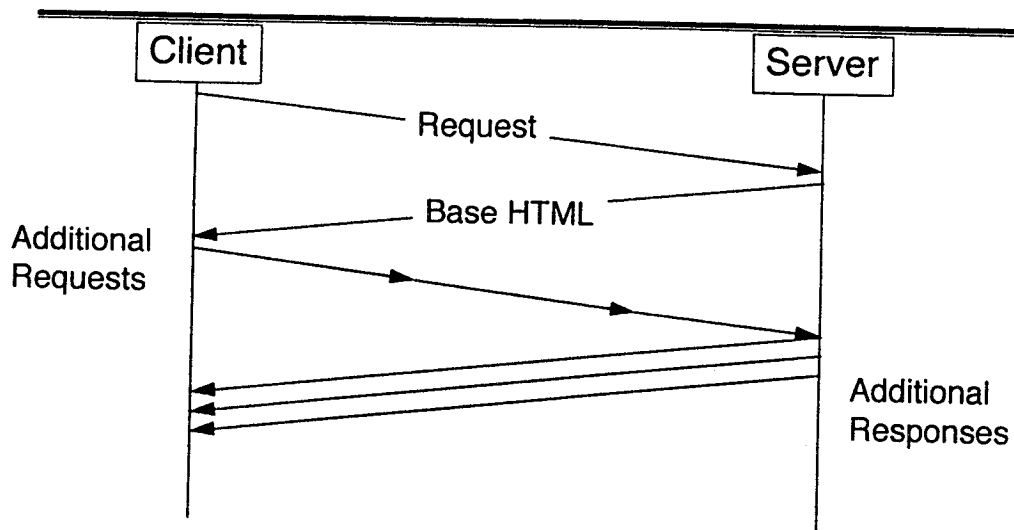 Client
Server
Request
Base HTML
Additional
Requests
Additional
Responses